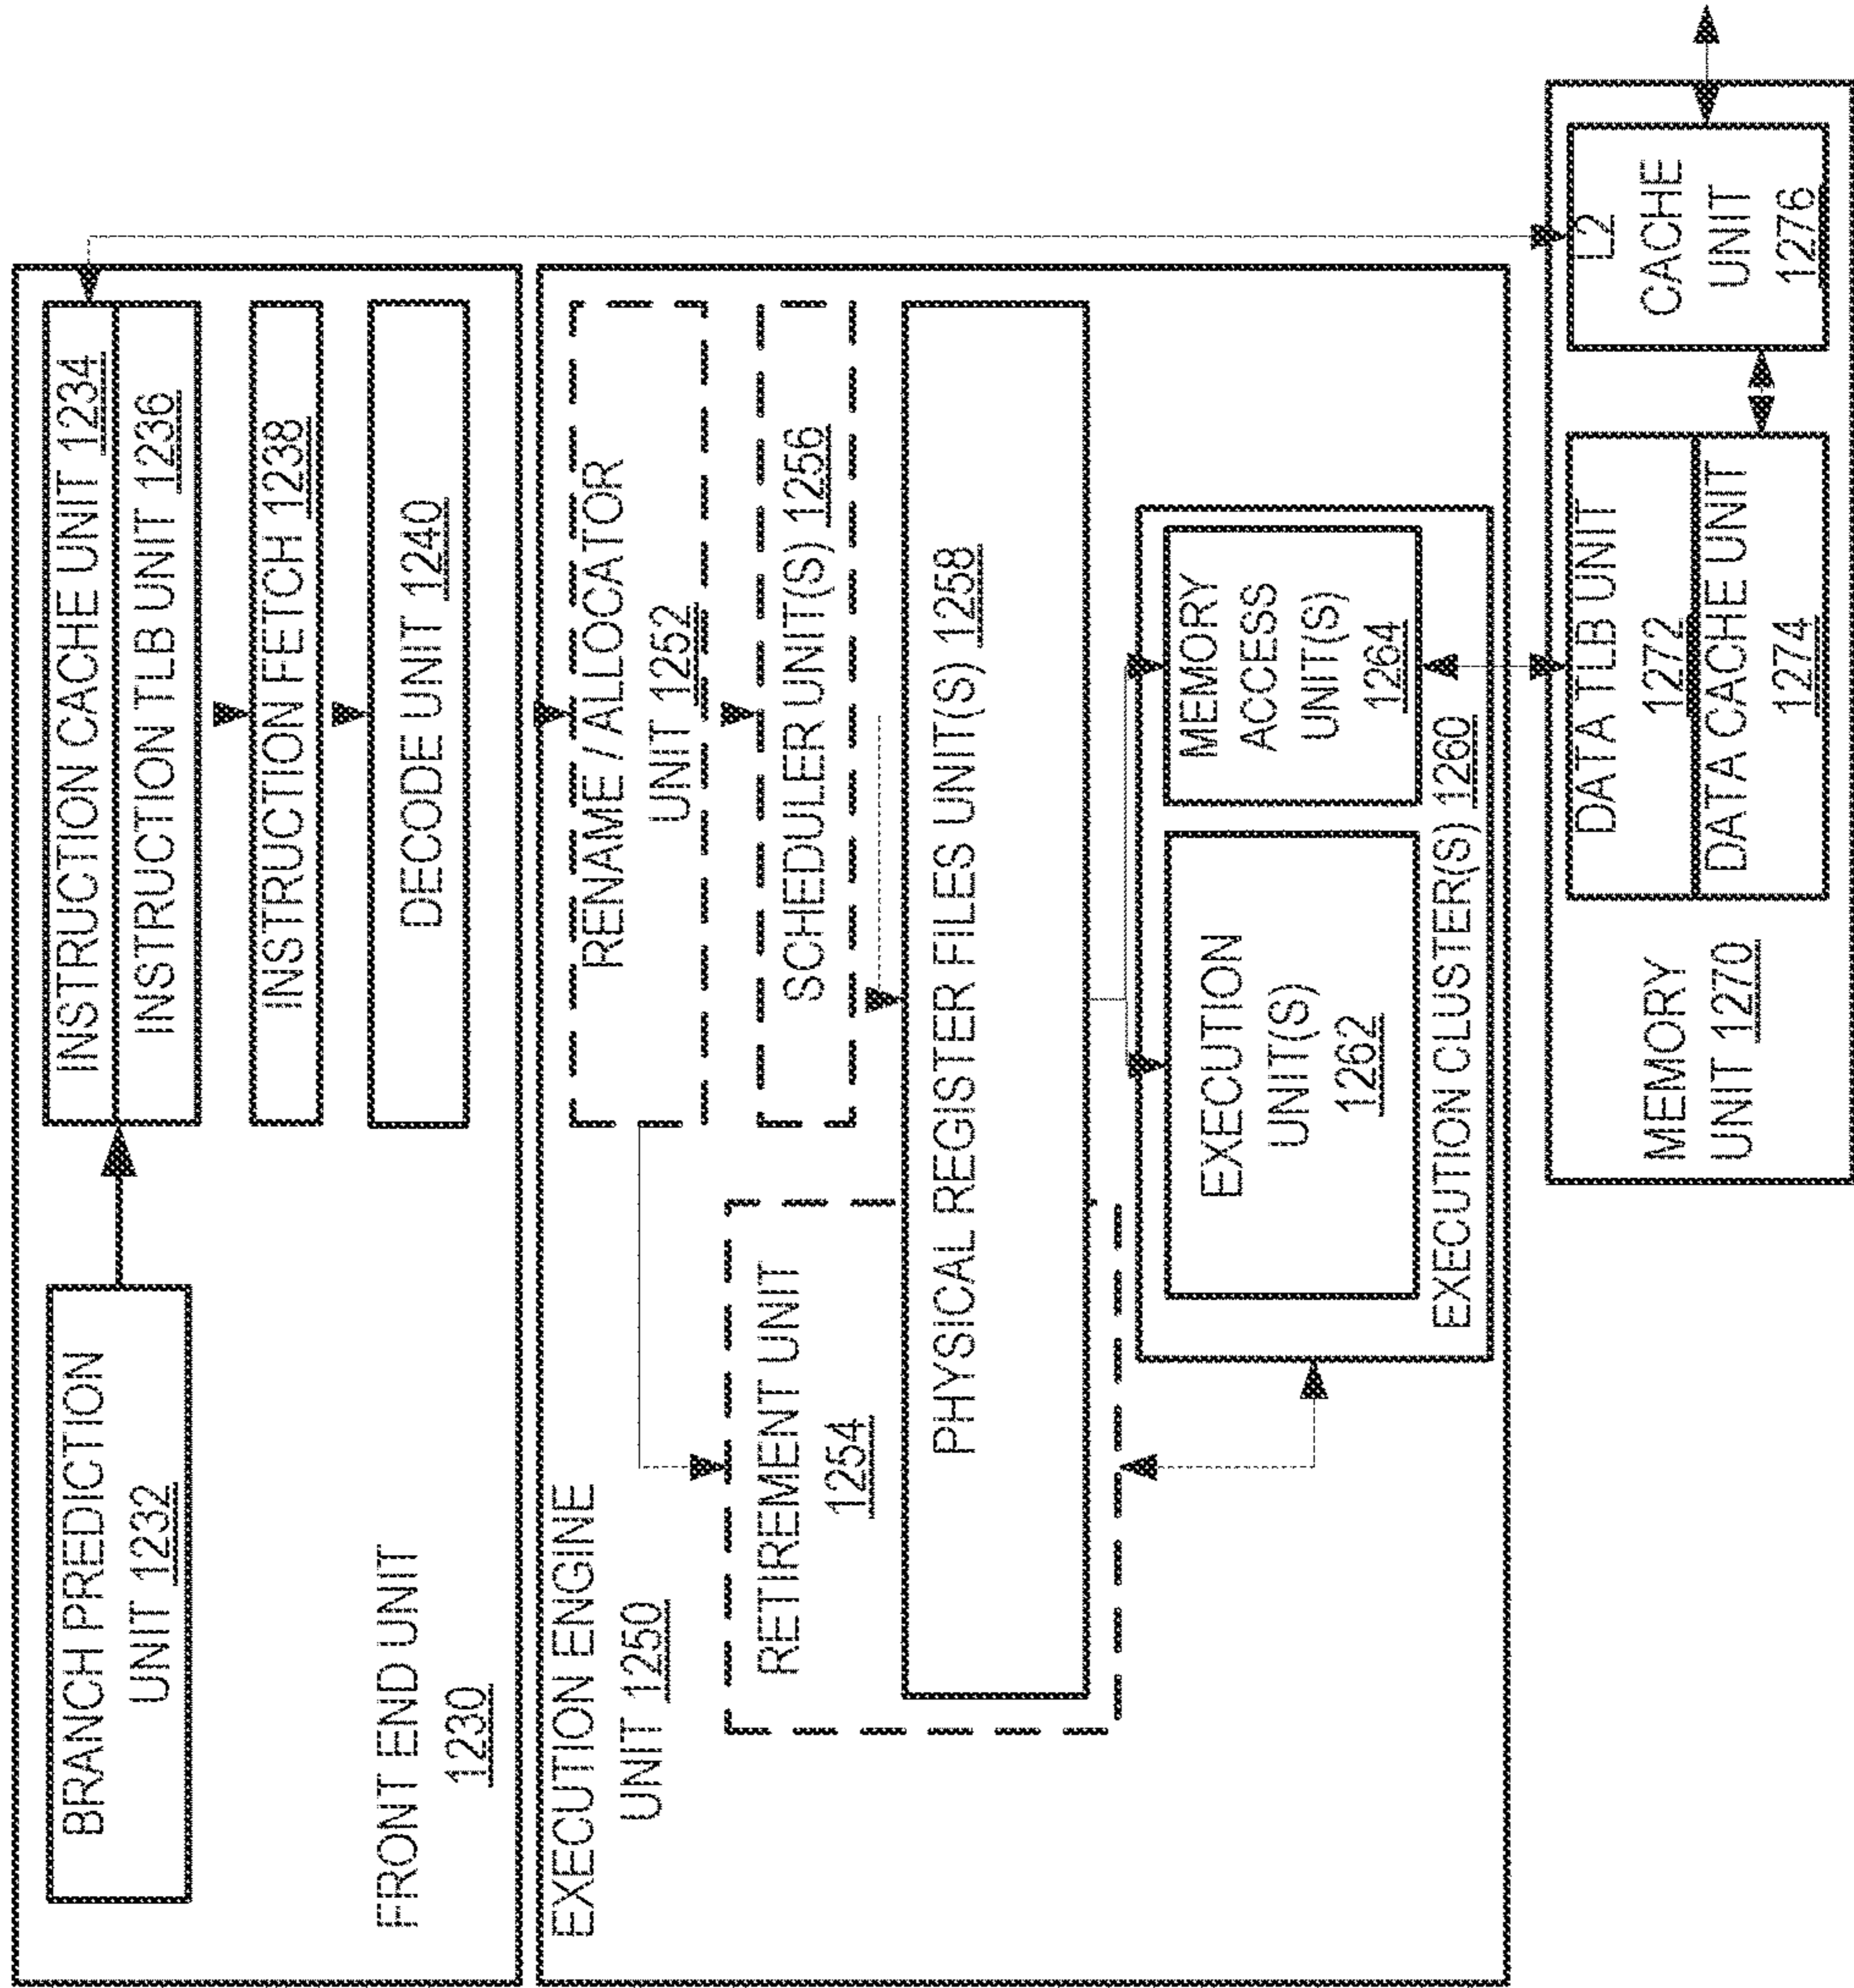 BRANCH PREDICTION
UNIT 1232
INSTRUCTION CACHE UNIT 1234
INSTRUCTION TLB UNIT 1236
INSTRUCTION FETCH 1238
DECODE UNIT 1240
FRONT END UNIT
1230
EXECUTION ENGINE
UNIT 1250
RENAME / ALLOCATOR
UNIT 1252
RETIREMENT UNIT
1254
SCHEDULER UNIT(S) 1256
PHYSICAL REGISTER FILES UNIT(S) 1258
EXECUTION
UNIT(S)
1262
MEMORY
ACCESS
UNIT(S)
1264
EXECUTION CLUSTER(S) 1260
MEMORY
UNIT 1270
DATA TLB UNIT
1272
DATA CACHE UNIT
1274
L2
CACHE
UNIT
1276